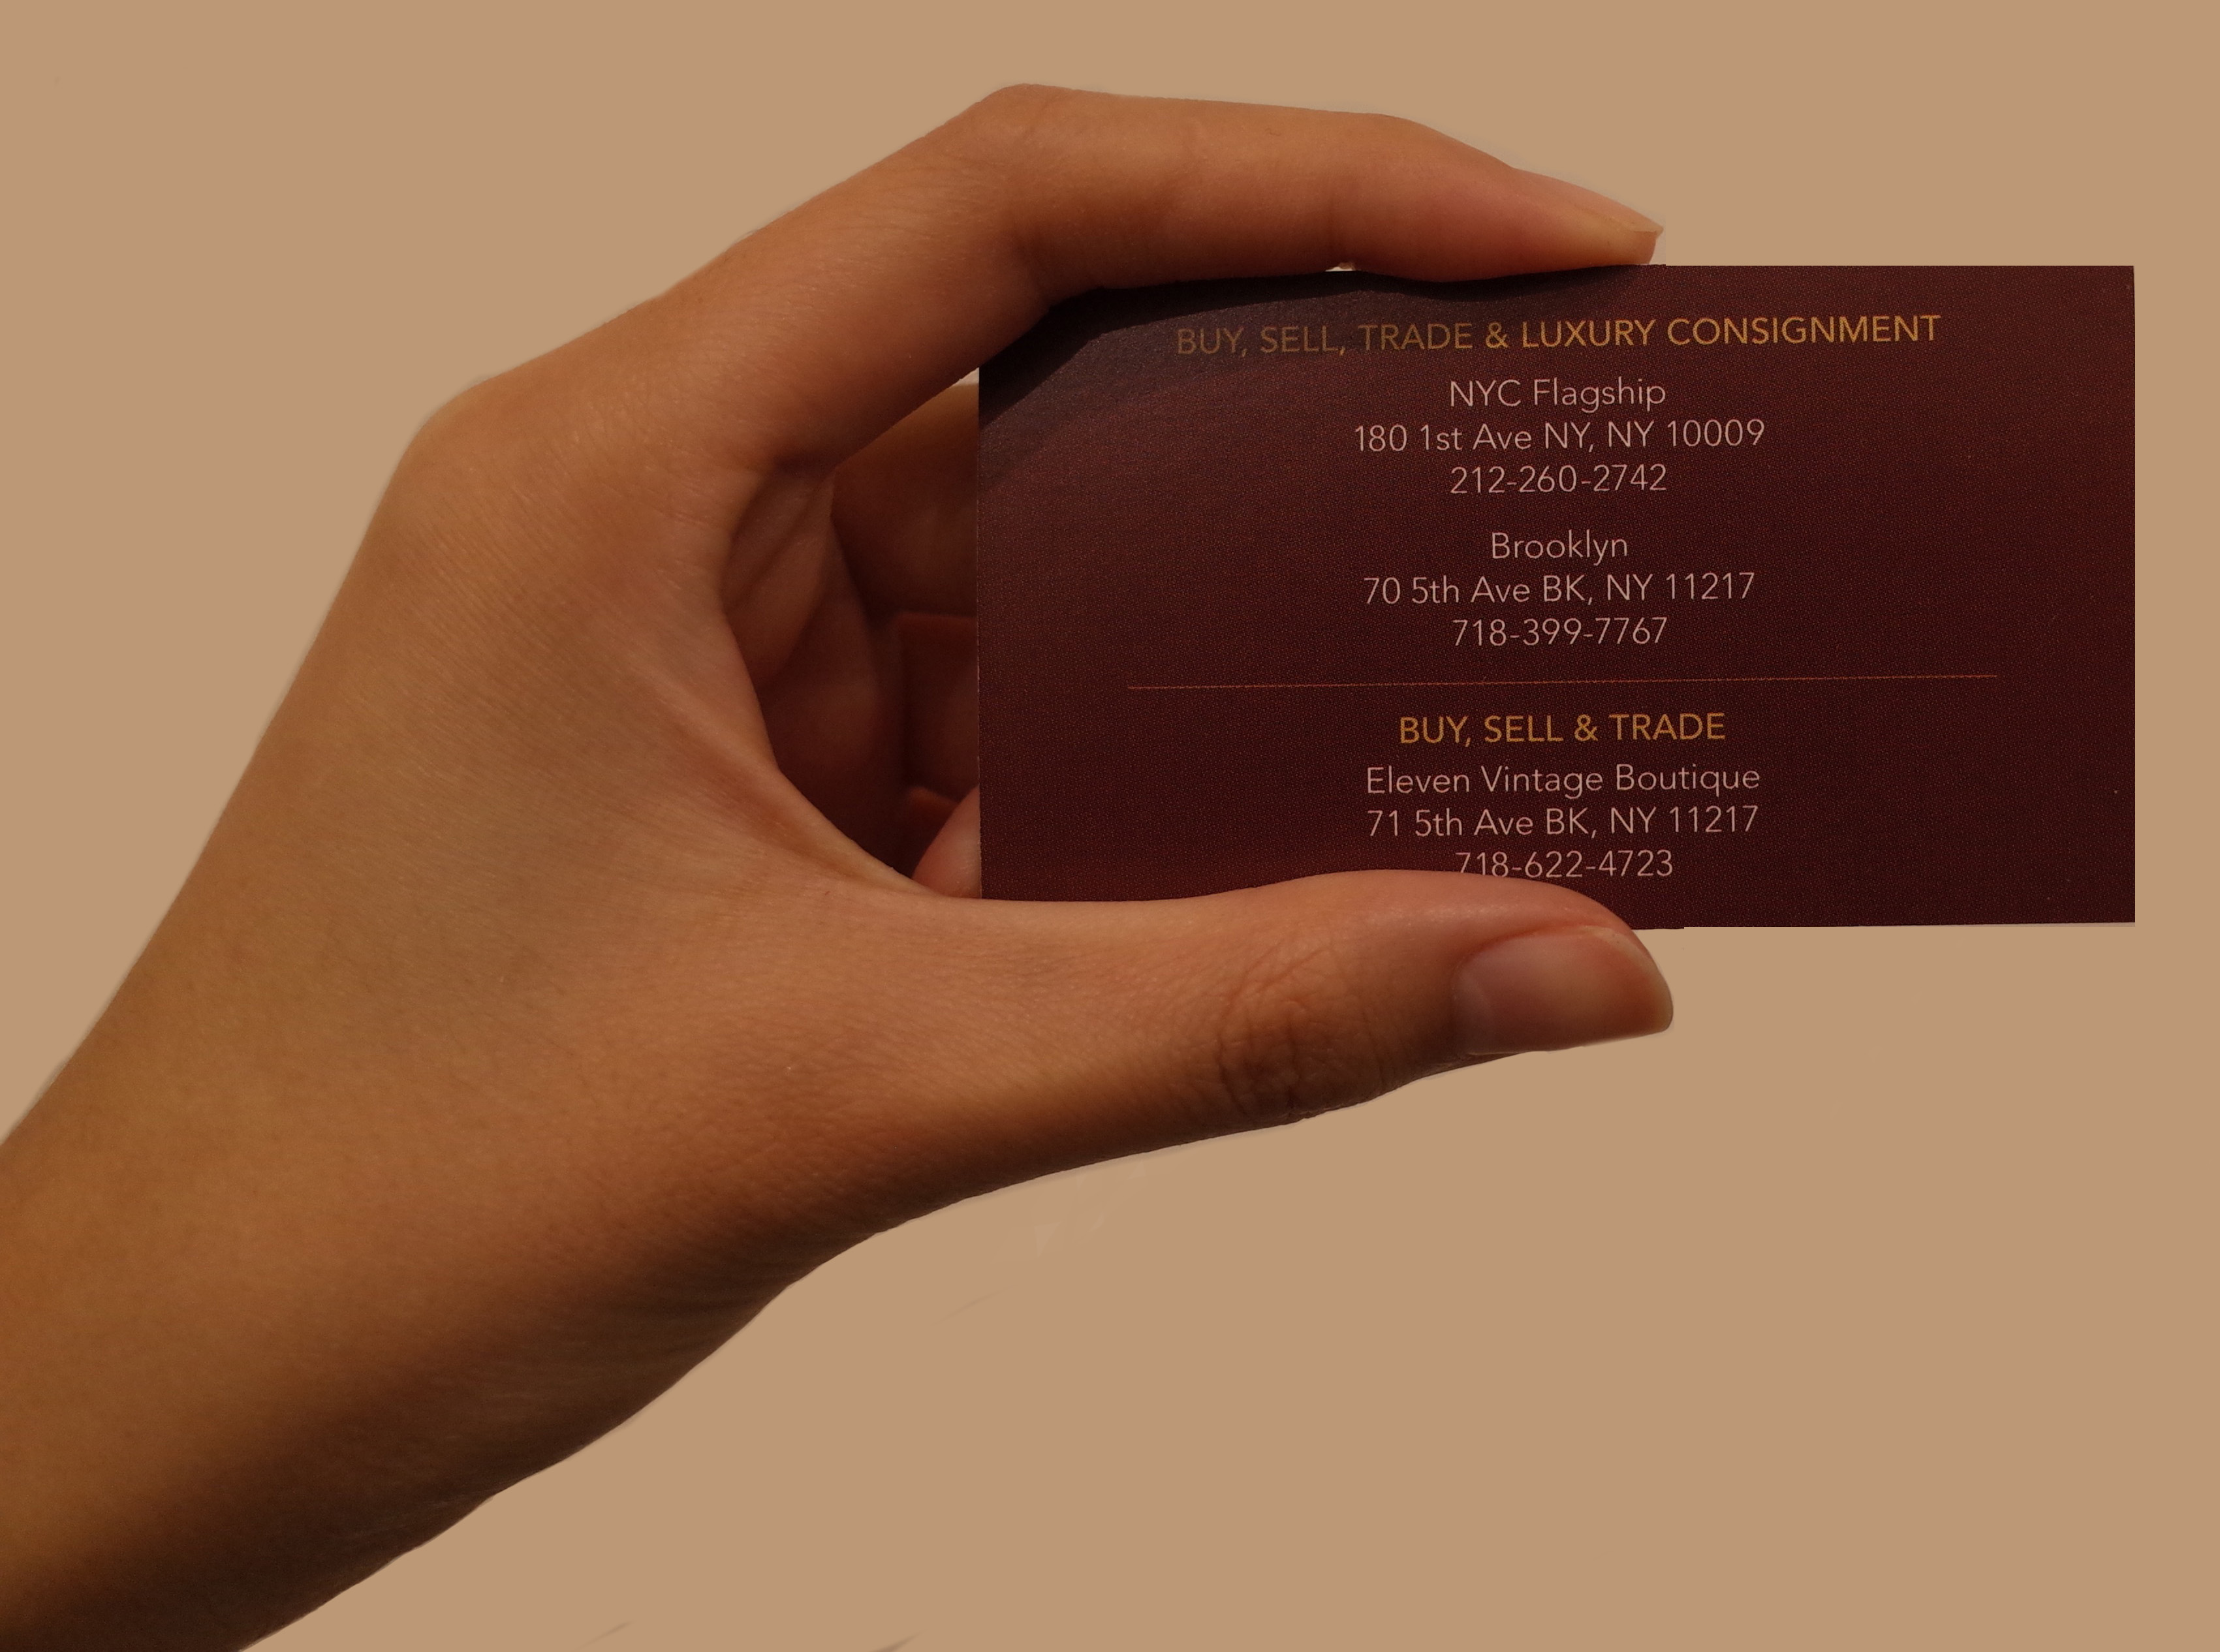 BUY, SELL, TRADE & LUXURY CONSIGNMENT
NYC Flagship
180 1st Ave NY, NY 10009
212-260-2742
Brooklyn
70 5th Ave BK, NY 11217
718-399-7767
BUY, SELL & TRADE
Eleven Vintage Boutique
71 5th Ave BK, NY 11217
718-622-4723